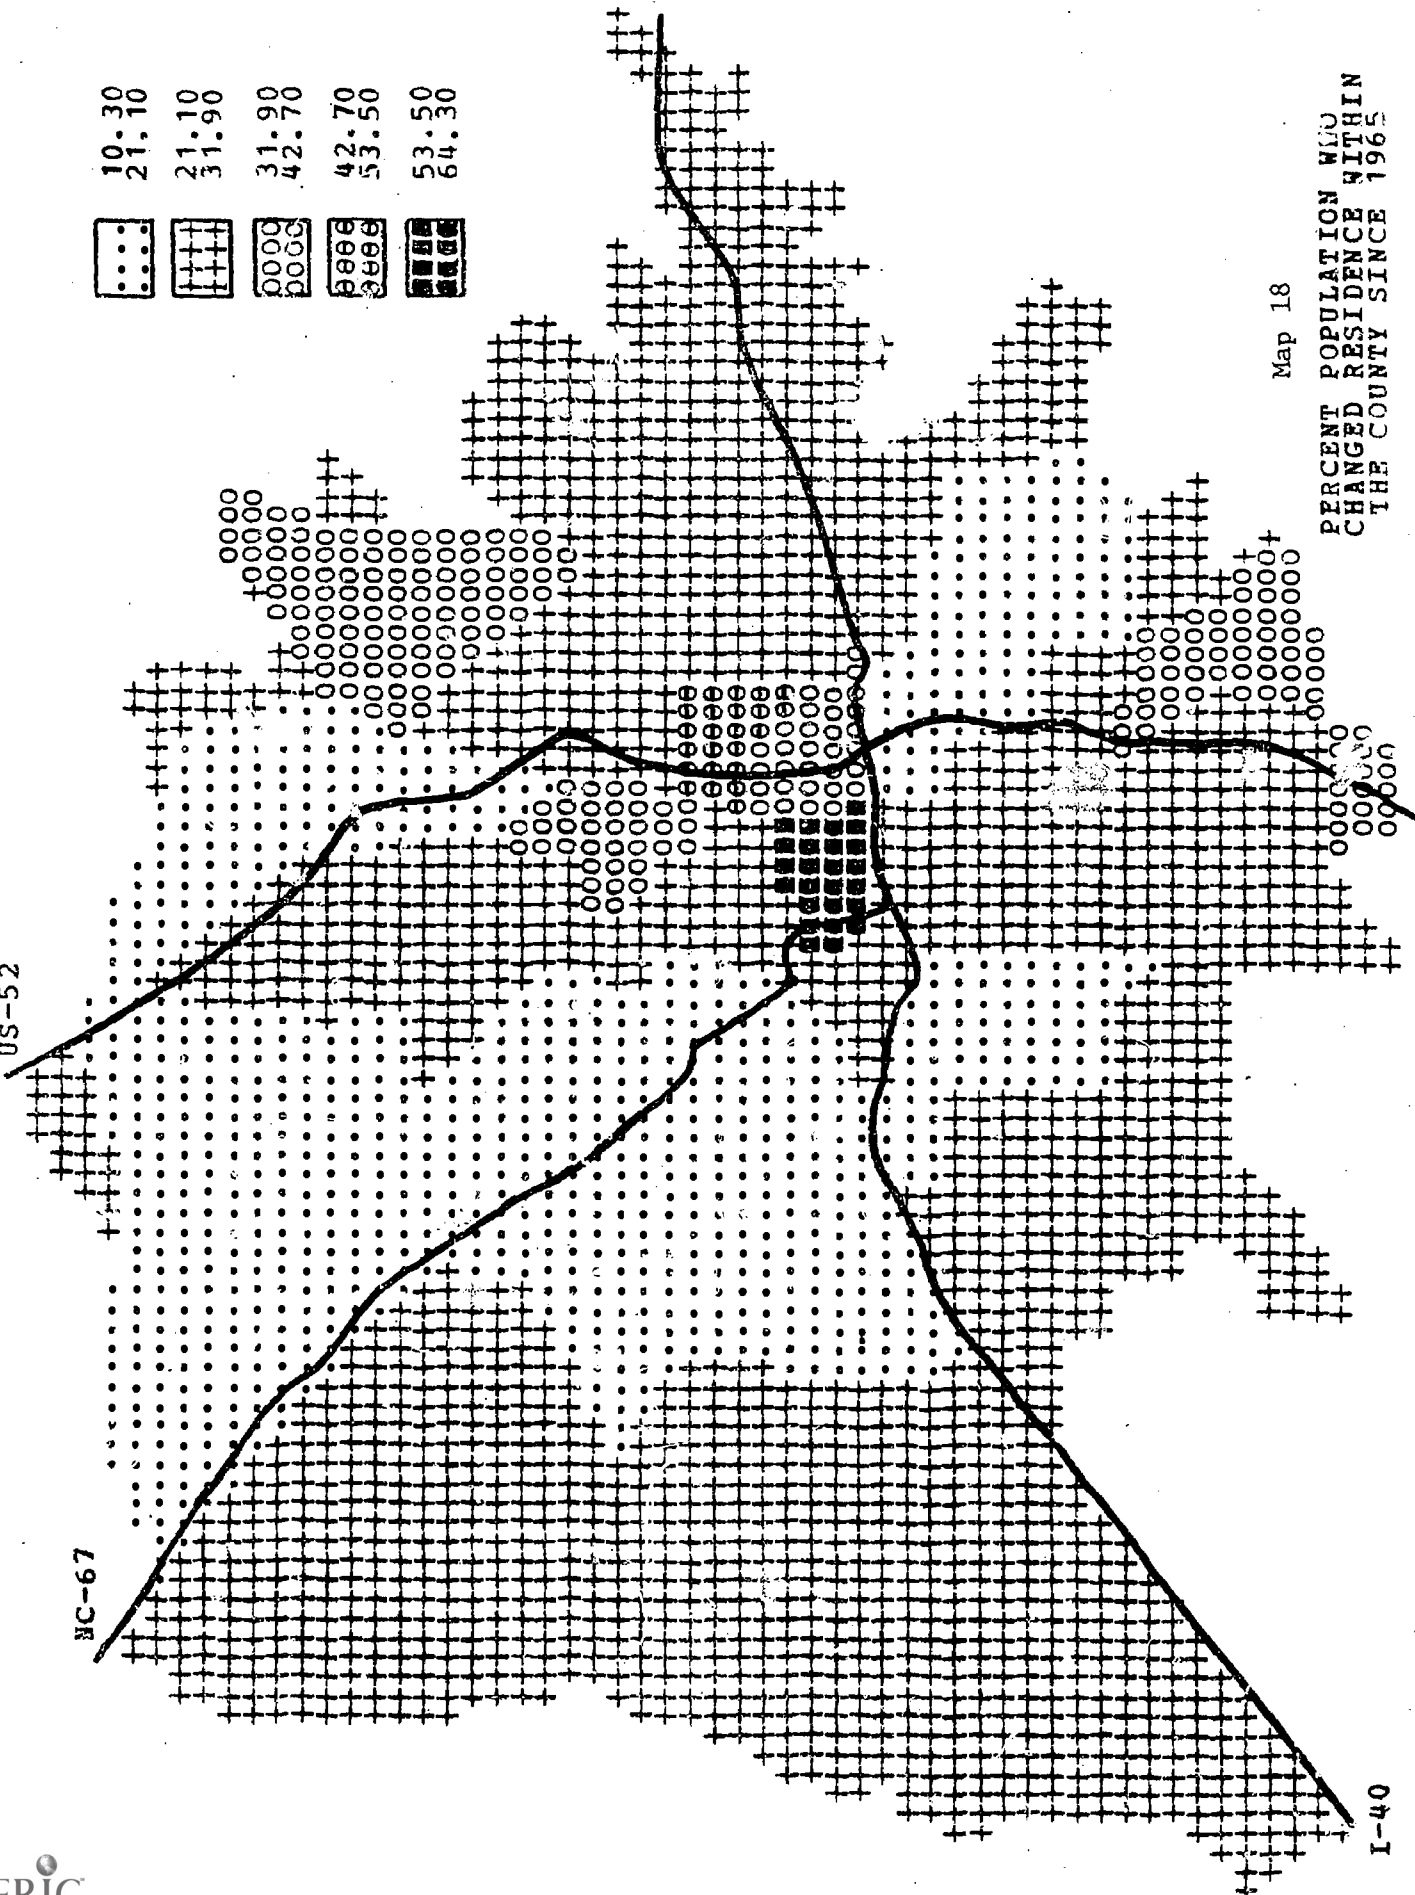 US-52
NC-67
I-40
10.30
21.10
21.10
31.90
31.90
42.70
42.70
53.50
53.50
64.30
Map 18
PERCENT POPULATION WHO
CHANGED RESIDENCE WITHIN
THE COUNTY SINCE 1965
ERIC